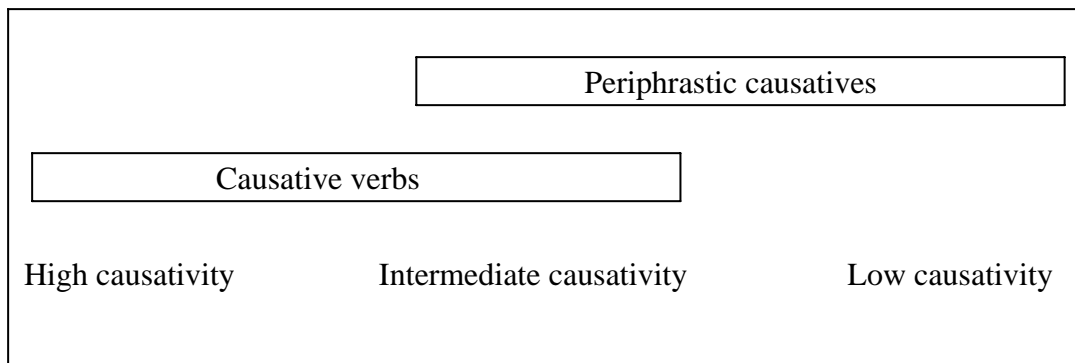 Periphrastic causatives
Causative verbs
High causativity Intermediate causativity Low causativity